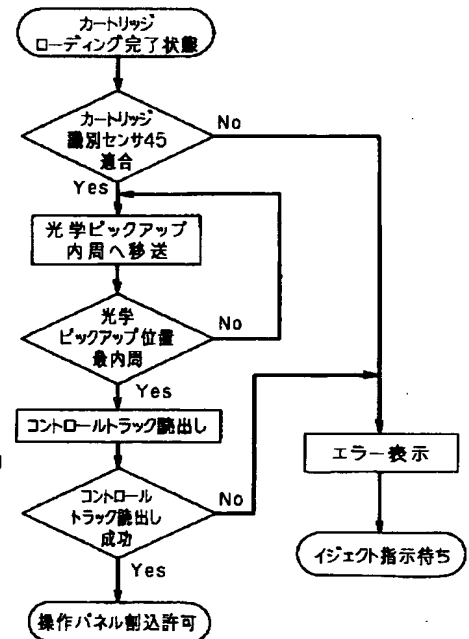 カートリッジ
ローディング完了状態
カートリッジ
識別センサ45
適合
No
Yes
光学ピックアップ
内周へ移送
光学
ピックアップ位置
最内周
No
Yes
コントロールトラック読出し
エラー表示
コントロール
トラック読出し
成功
No
Yes
イジェクト指示待ち
操作パネル割込許可